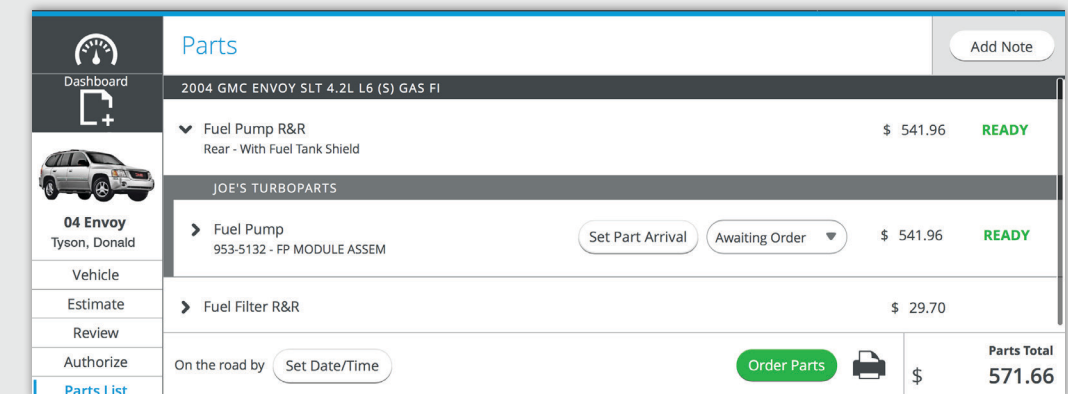 Dashboard
04 Envoy
Tyson, Donald
Vehicle
Estimate
Review
Authorize
Parts List
Parts
Add Note
2004 GMC ENVOY SLT 4.2L L6 (S) GAS FI
Fuel Pump R&R $ 541.96 READY
Rear - With Fuel Tank Shield
JOE'S TURBOPARTS
Fuel Pump Set Part Arrival Awaiting Order $ 541.96 READY
953-5132 - FP MODULE ASSEM
Fuel Filter R&R $ 29.70
On the road by Set Date/Time Order Parts
Parts Total
$ 571.66